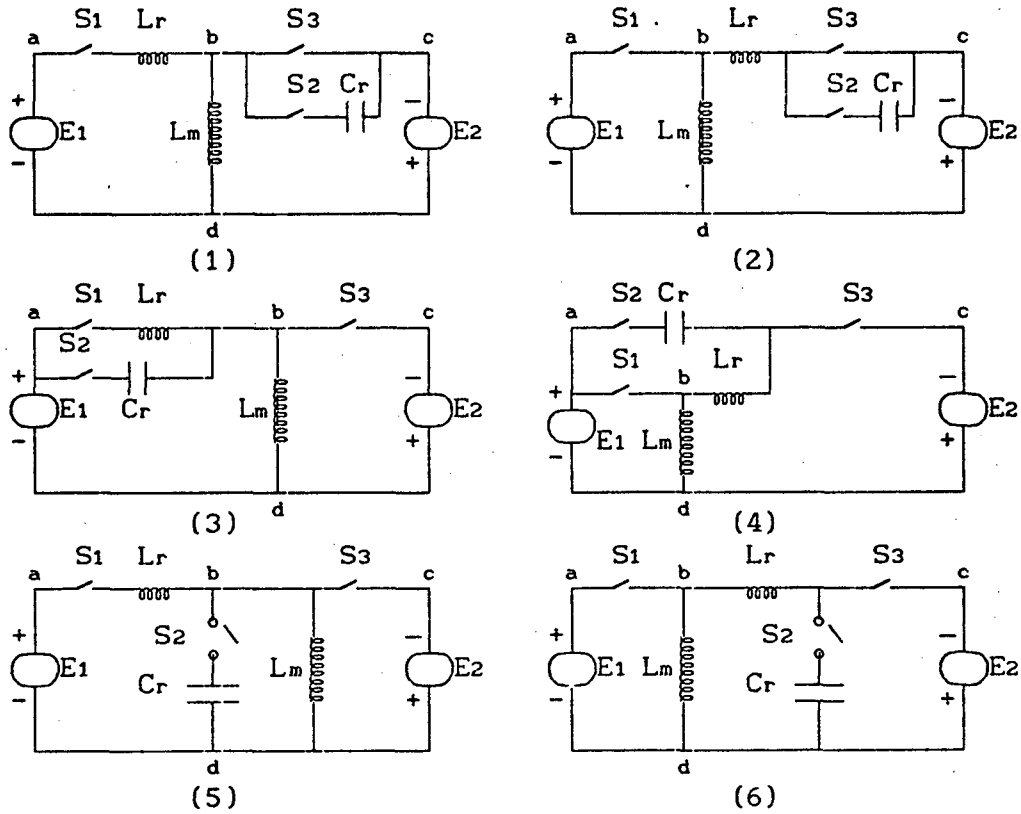 S1 Lr S3
a b c
S2 Cr
+ −
E1 Lm E2
− +
d
(1)
S1 Lr S3
a b c
S2 Cr
+ −
E1 Lm E2
− +
d
(2)
S1 Lr S3
a b c
S2
+ −
E1 Cr Lm E2
− +
d
(3)
S2 Cr S3
a c
S1 Lr
+ b −
E1 Lm E2
− +
d
(4)
S1 Lr S3
a b c
+ S2 −
E1 Cr Lm E2
− +
d
(5)
S1 Lr S3
a b c
+ S2 −
E1 Lm Cr E2
− +
d
(6)